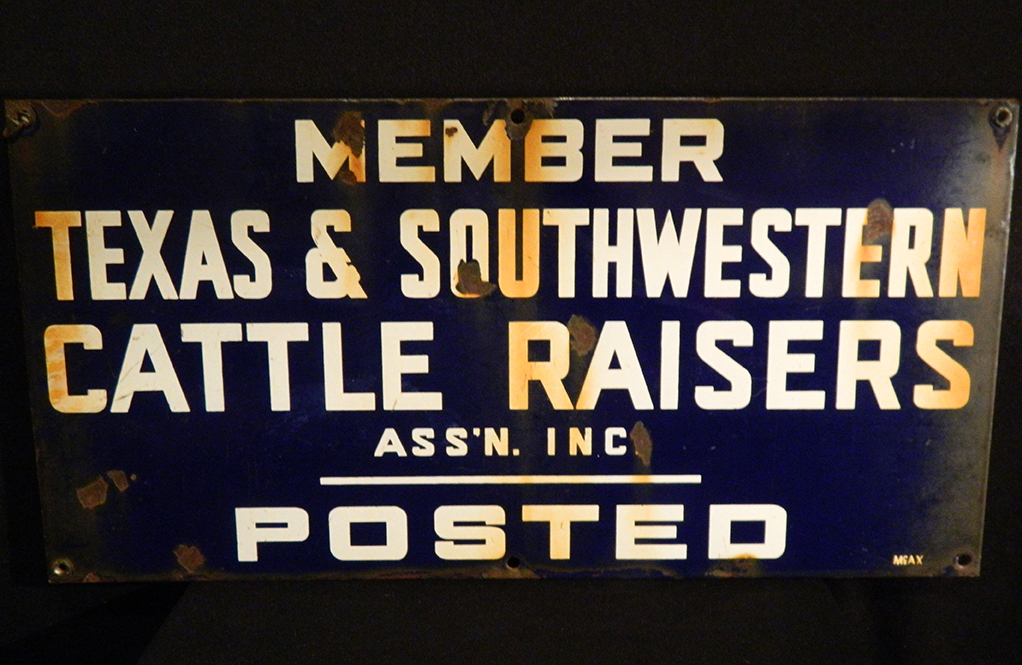 MEMBER
TEXAS & SOUTHWESTERN
CATTLE RAISERS
ASS'N. INC
POSTED